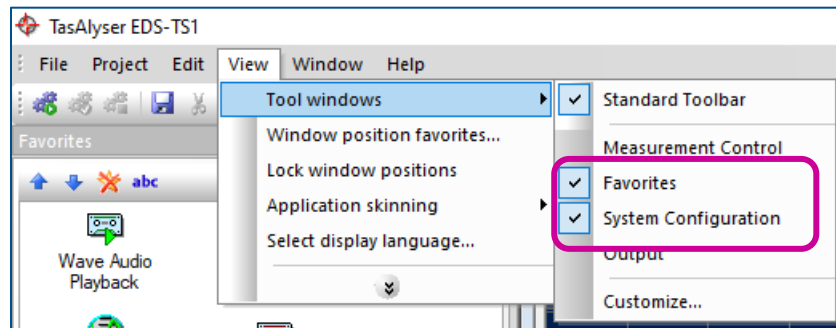 TasAlyser EDS-TS1
File Project Edit View Window Help
Tool windows
Standard Toolbar
Favorites
Window position favorites...
Measurement Control
Lock window positions
Favorites
abc
Application skinning
System Configuration
Select display language...
Output
Wave Audio
Playback
Customize...